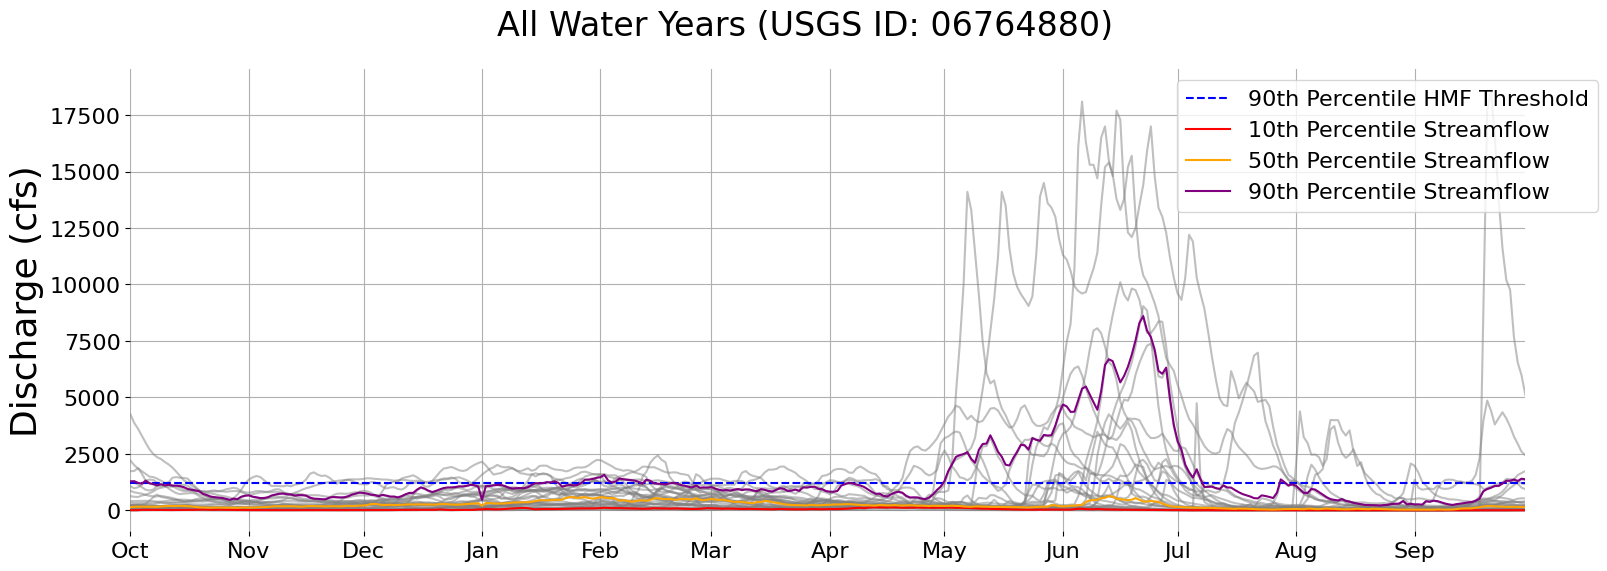 All Water Years (USGS ID: 06764880)
90th Percentile HMF Threshold
10th Percentile Streamflow
50th Percentile Streamflow
90th Percentile Streamflow
Discharge (cfs)
17500
15000
12500
10000
7500
5000
2500
0
Oct Nov Dec Jan Feb Mar Apr May Jun Jul Aug Sep